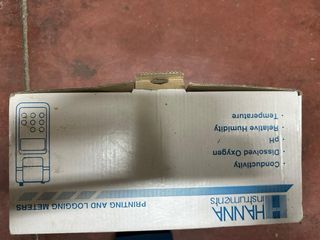 HANNA
instruments
PRINTING AND LOGGING METERS
Conductivity
· Dissolved Oxygen
· pH
· Relative Humidity
· Temperature